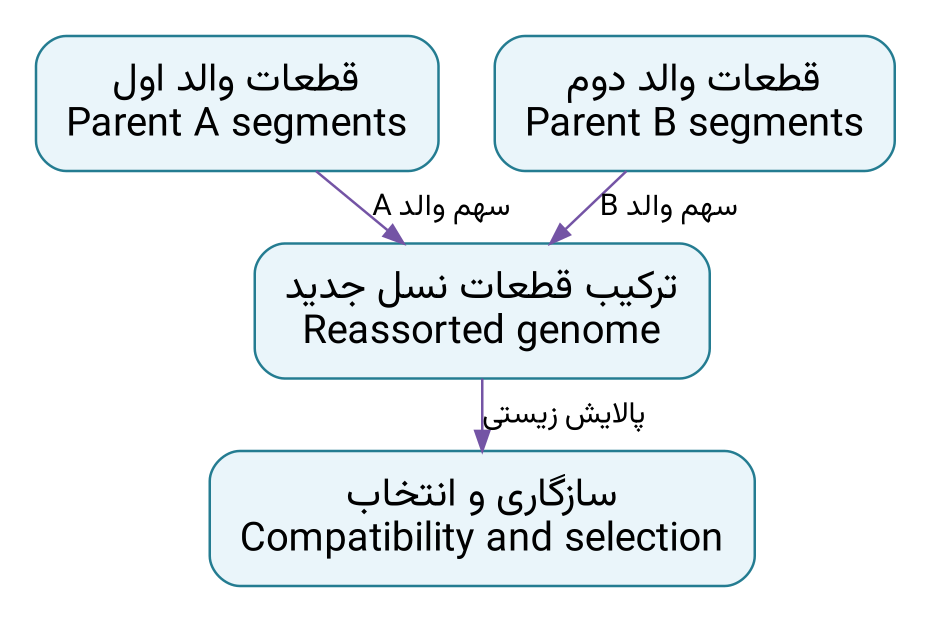 قطعات والد اول
Parent A segments
قطعات والد دوم
Parent B segments
سهم والد A
سهم والد B
ترکیب قطعات نسل جدید
Reassorted genome
پالایش زیستی
سازگاری و انتخاب
Compatibility and selection